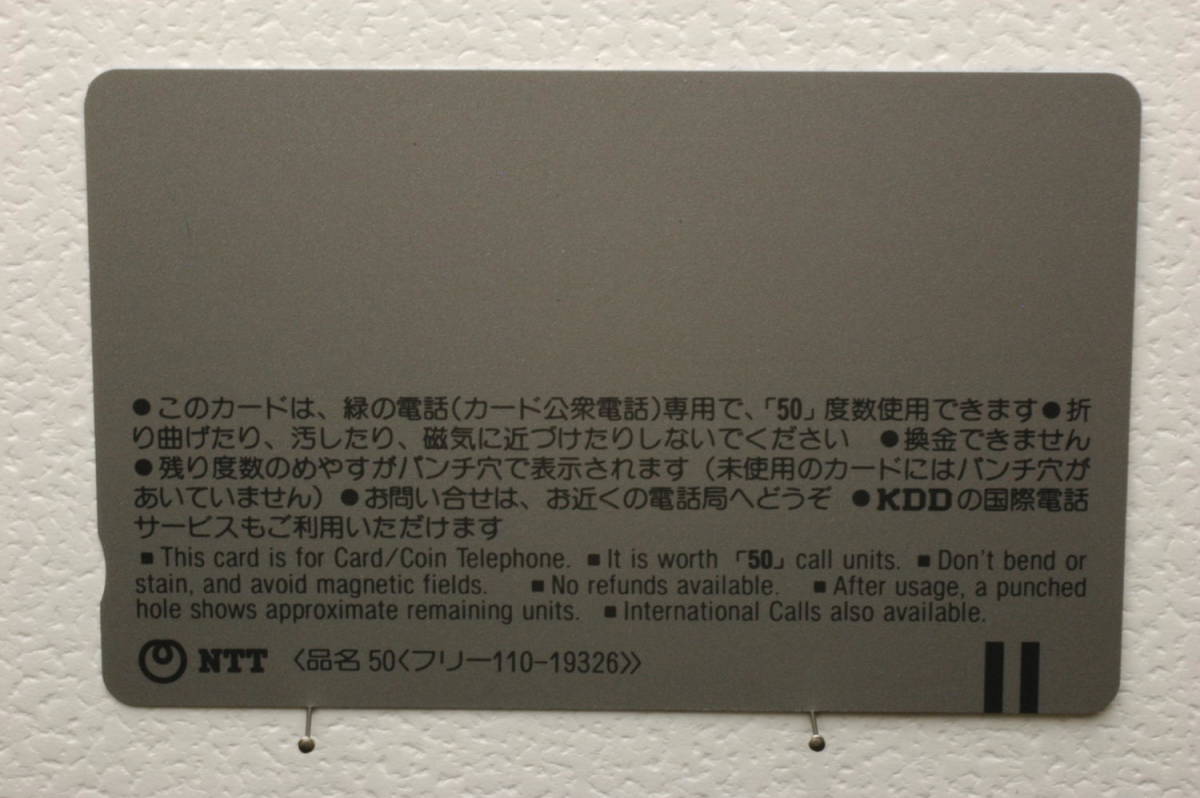 ●このカードは、緑の電話(カード公衆電話)専用で、「50」度数使用できます●折
り曲げたり、汚したり、磁気に近づけたりしないでください ●換金できません
●残り度数のめやすがパンチ穴で表示されます(未使用のカードにはパンチ穴が
あいていません)●お問い合せは、お近くの電話局へどうぞ ●KDDの国際電話
サービスもご利用いただけます
■This card is for Card/Coin Telephone. ■It is worth 「50」 call units. ■Don't bend or
stain, and avoid magnetic fields. ■No refunds available. ■After usage, a punched
hole shows approximate remaining units. ■International Calls also available.
NTT 〈品名 50〈フリー110-19326〉〉